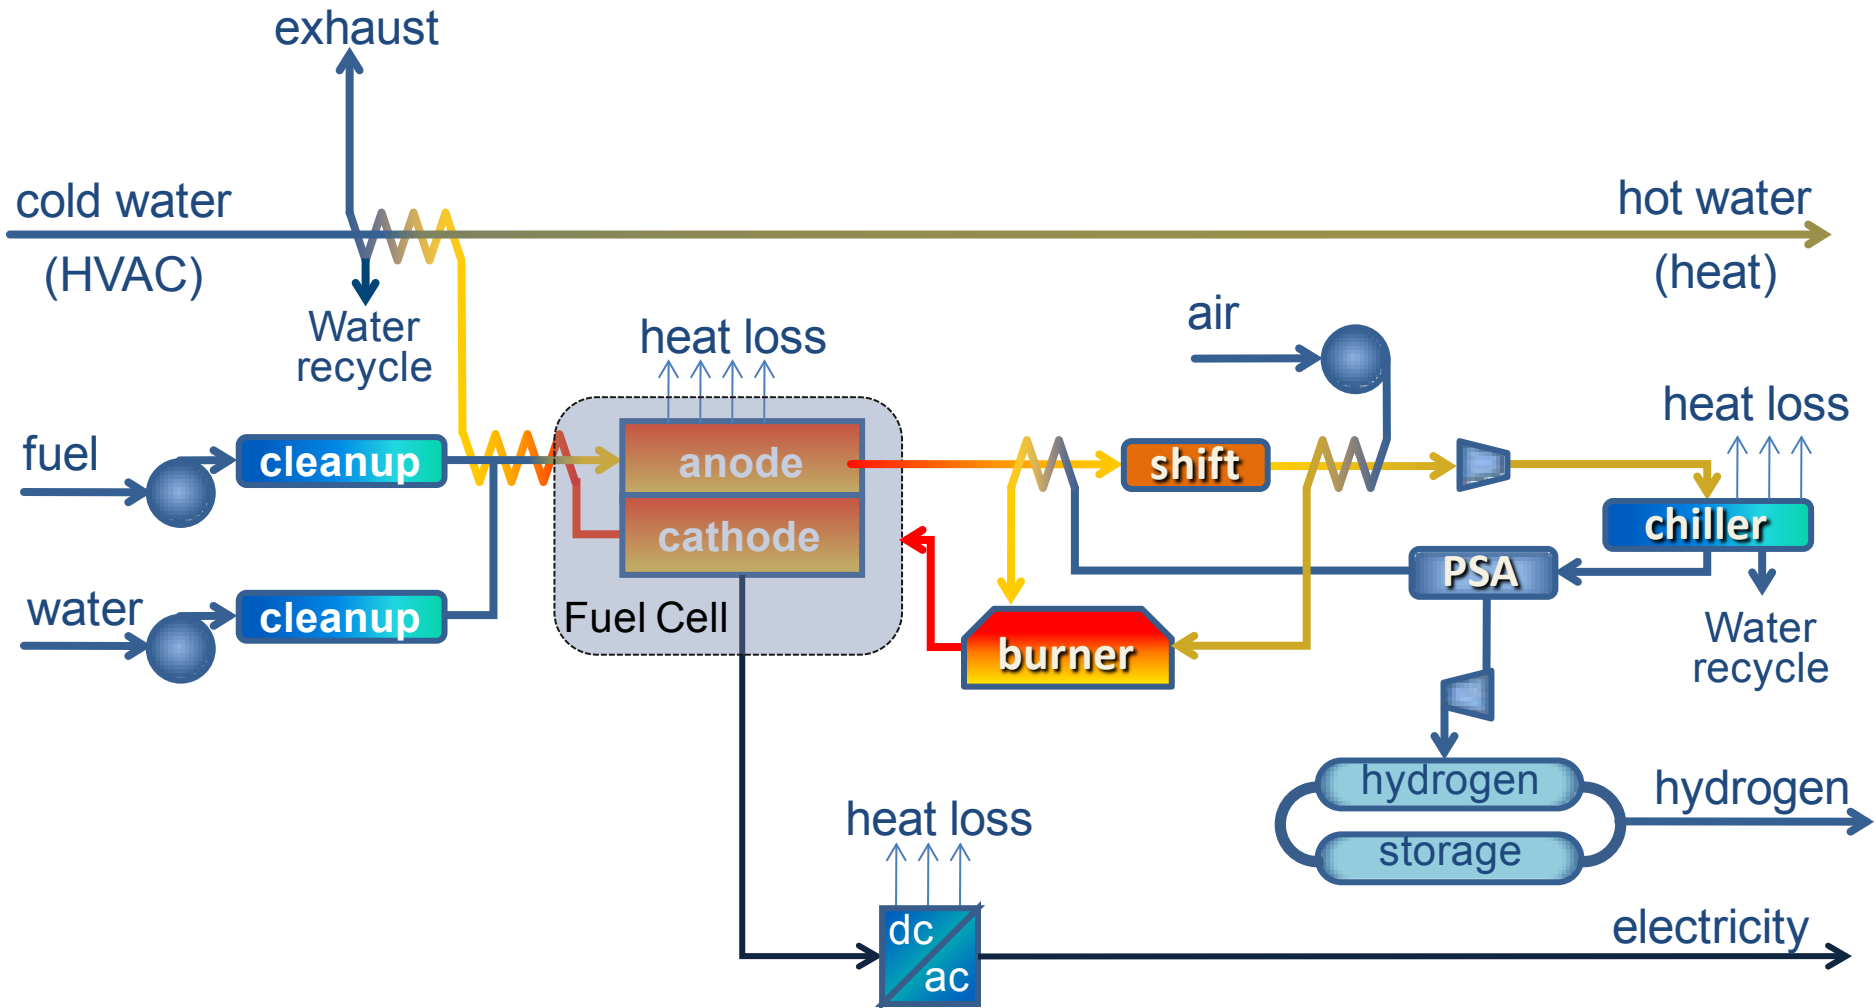 exhaust
cold water
(HVAC)
hot water
(heat)
Water
recycle
heat loss
air
heat loss
fuel
cleanup
anode
cathode
Fuel Cell
shift
chiller
PSA
water
cleanup
burner
Water
recycle
hydrogen
storage
hydrogen
heat loss
dc
ac
electricity